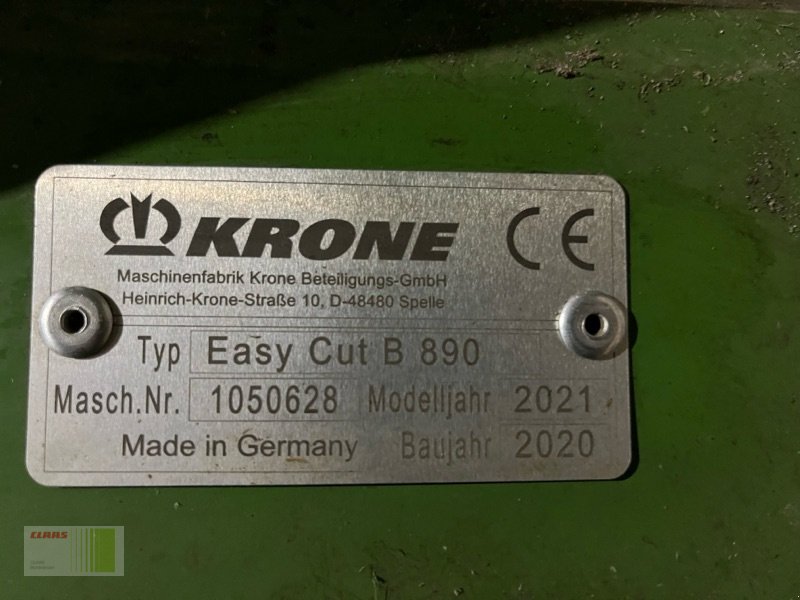 KRONE
CE
Maschinenfabrik Krone Beteiligungs-GmbH
Heinrich-Krone-Straße 10, D-48480 Spelle
Typ Easy Cut B 890
Masch.Nr. 1050628 Modelljahr 2021
Made in Germany Baujahr 2020
CLAAS